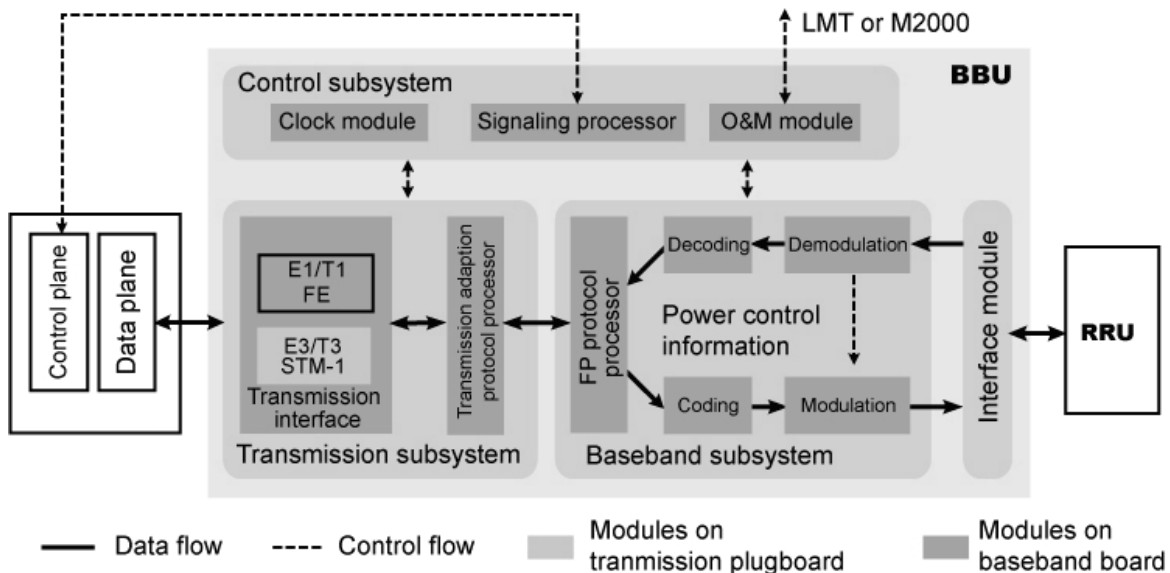 LMT or M2000
BBU
Control subsystem
Clock module
Signaling processor
O&M module
Control plane
Data plane
E1/T1
FE
E3/T3
STM-1
Transmission
interface
Transmission adaption
protocol processor
Transmission subsystem
FP protocol
processor
Decoding
Demodulation
Power control
information
Coding
Modulation
Baseband subsystem
Interface module
RRU
Data flow
Control flow
Modules on
tranmission plugboard
Modules on
baseband board